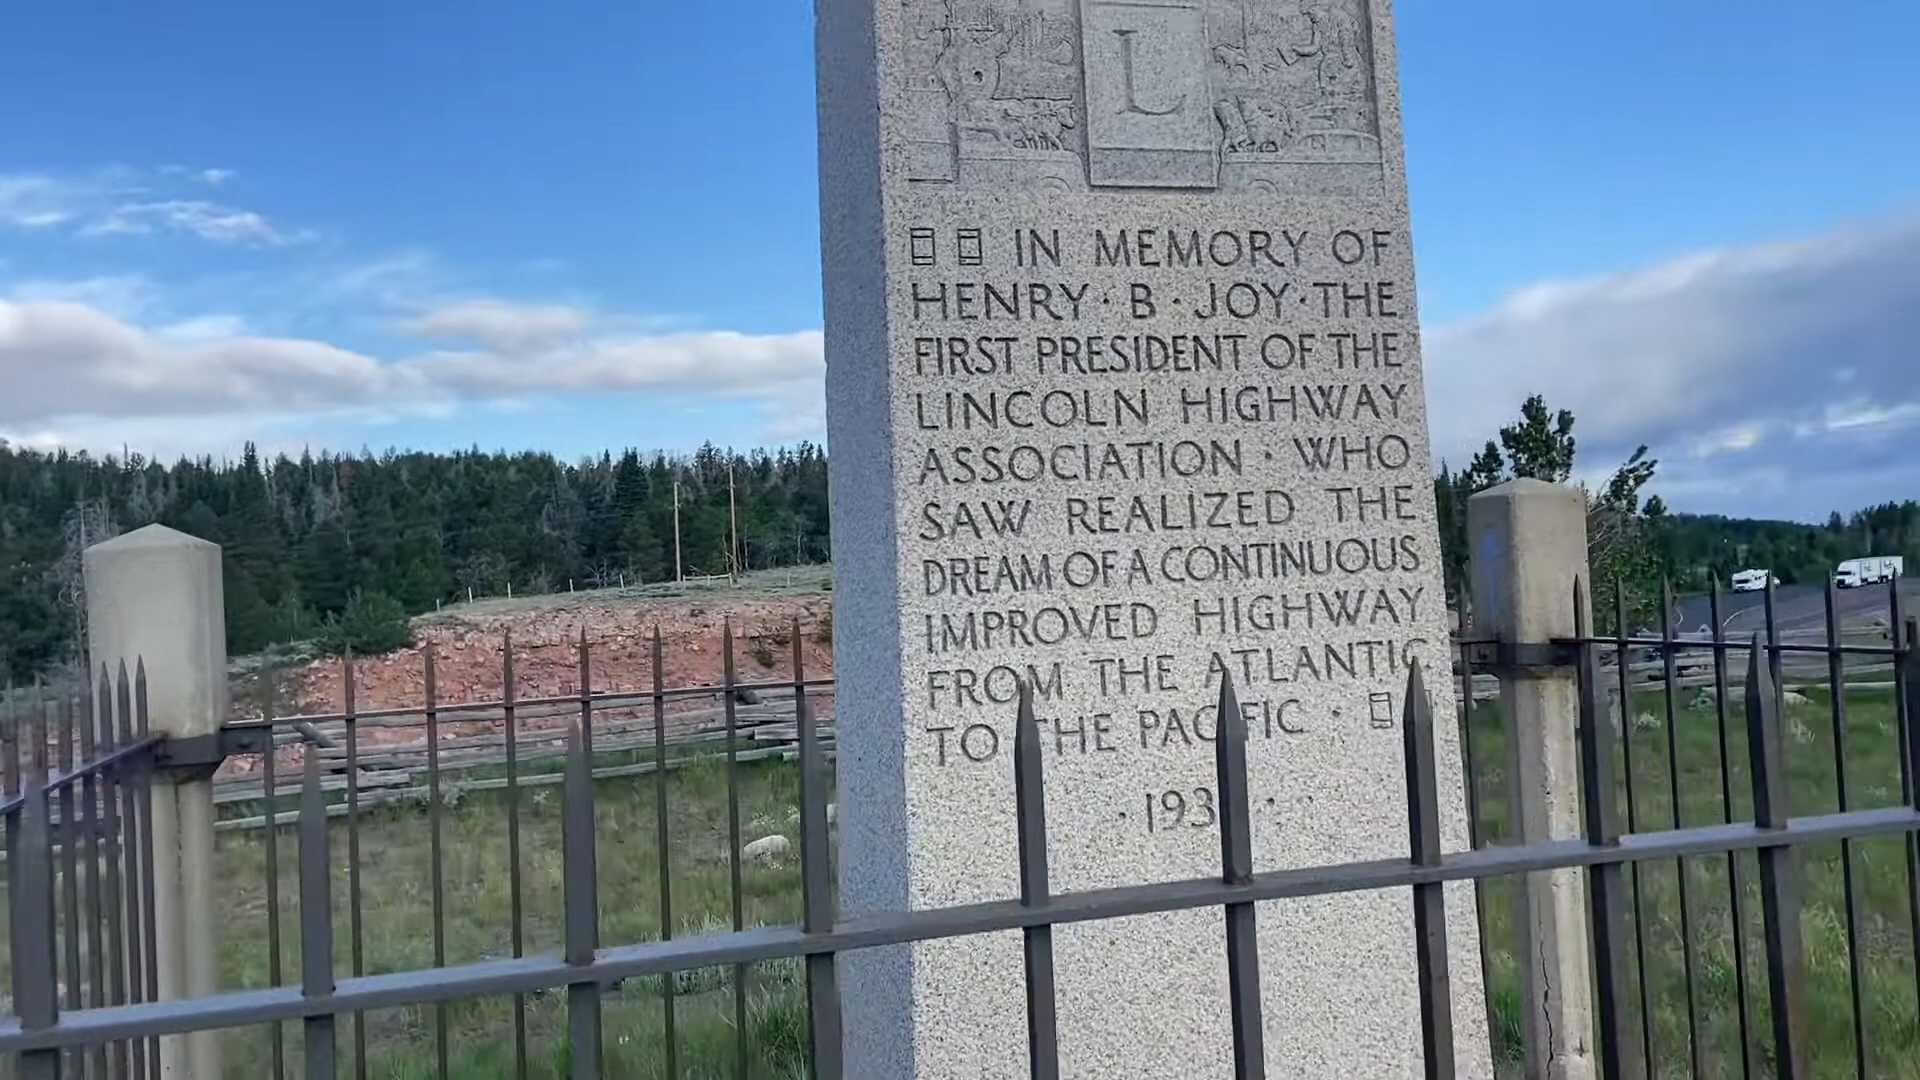 L
IN MEMORY OF
HENRY · B · JOY · THE
FIRST PRESIDENT OF THE
LINCOLN HIGHWAY
ASSOCIATION · WHO
SAW REALIZED THE
DREAM OF A CONTINUOUS
IMPROVED HIGHWAY
FROM THE ATLANTIC
TO THE PACIFIC ·